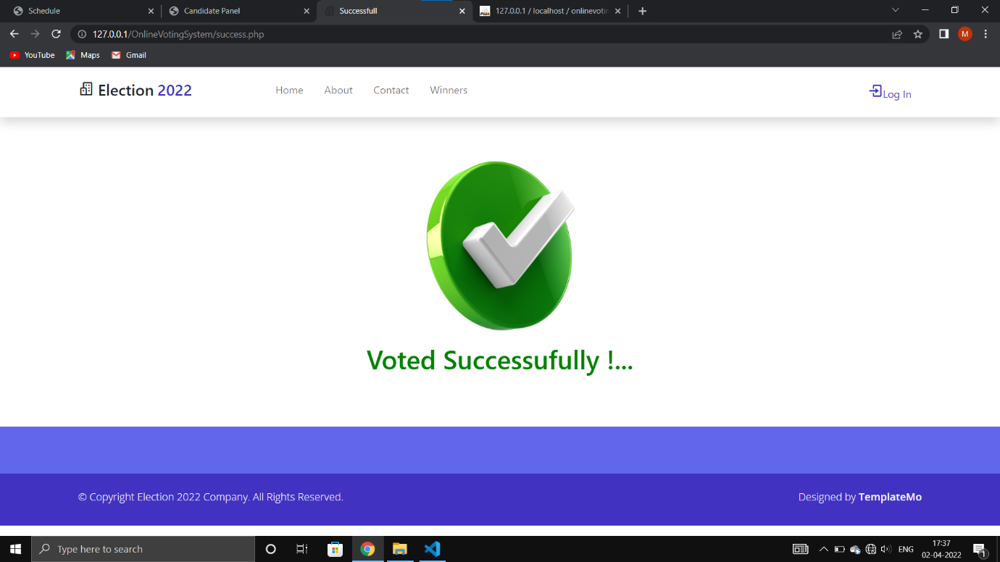 Schedule
Candidate Panel
Successfull
127.0.0.1 / localhost / onlinevotin
127.0.0.1/OnlineVotingSystem/success.php
M
YouTube
Maps
Gmail
Election 2022
Home
About
Contact
Winners
Log In
Voted Successufully !...
© Copyright Election 2022 Company. All Rights Reserved.
Designed by TemplateMo
Type here to search
ENG
17:37
02-04-2022
1